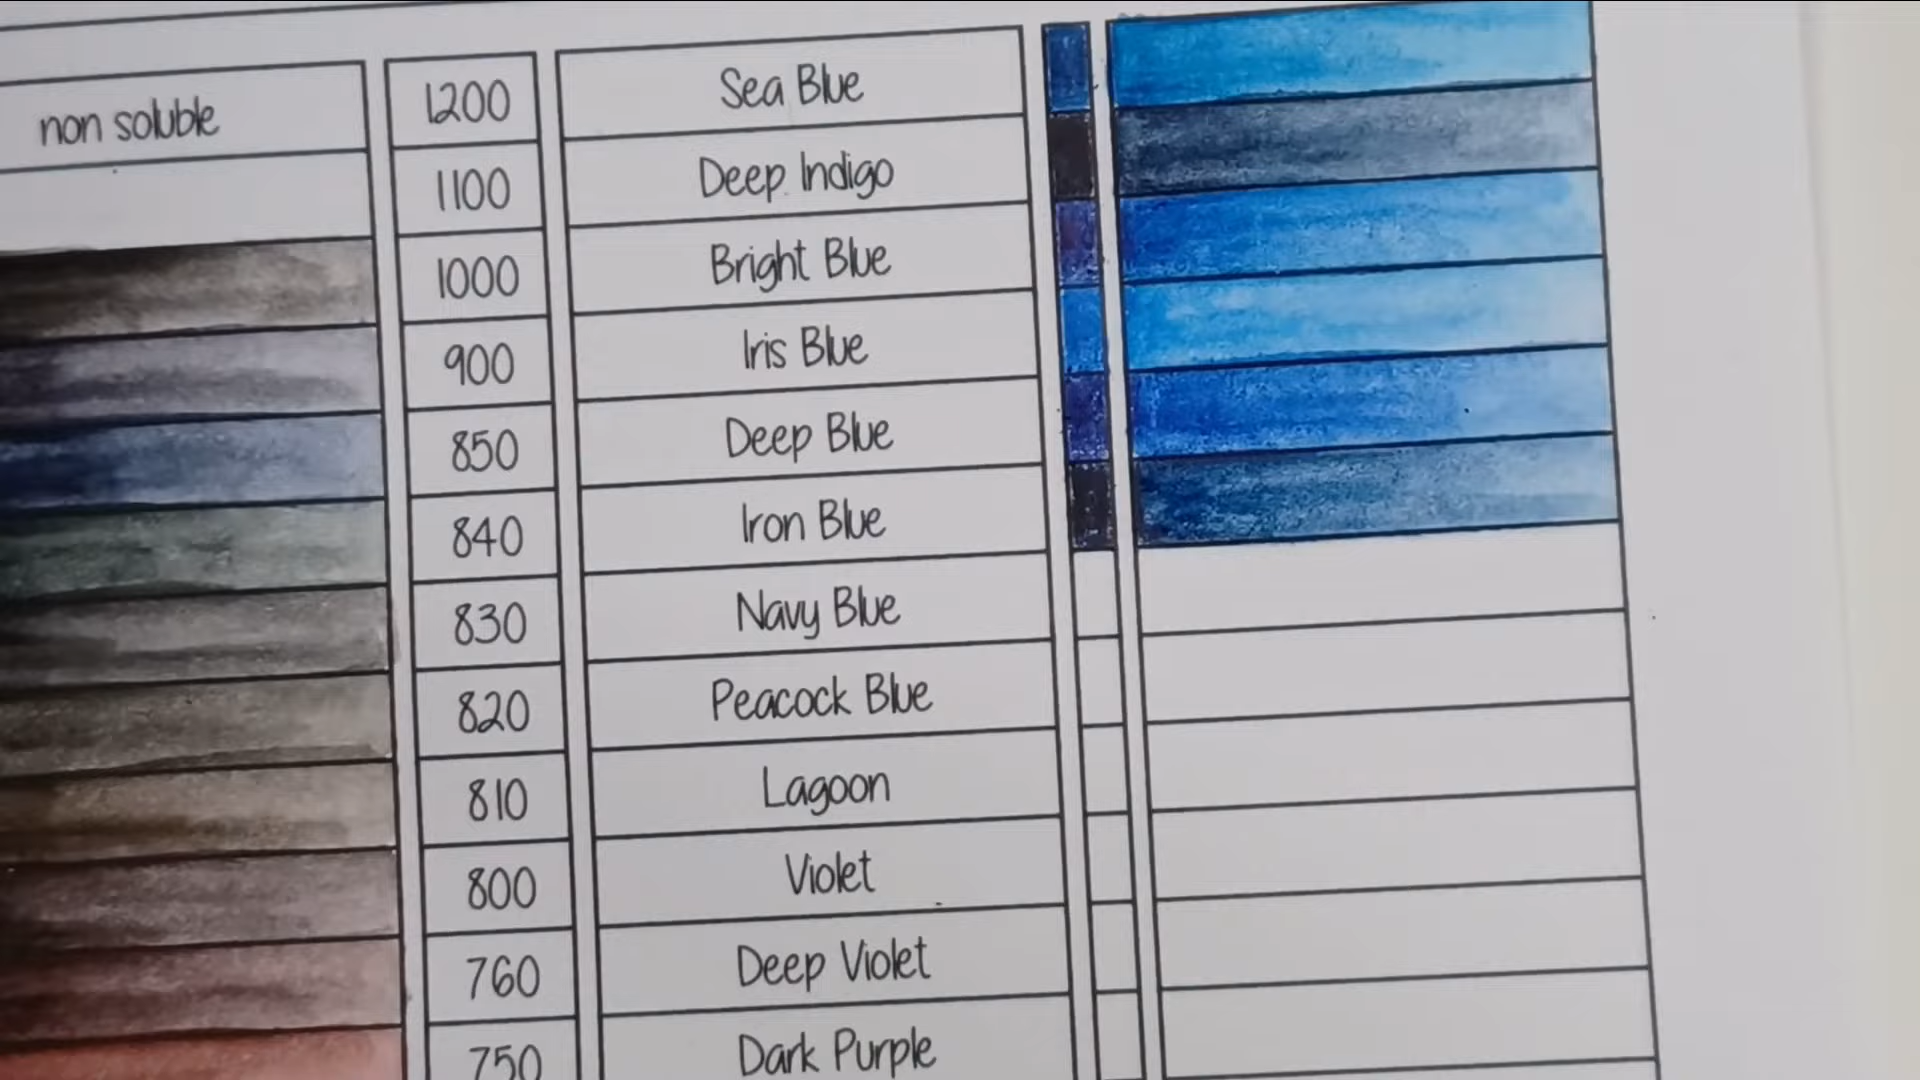 non soluble
1200 Sea Blue
1100 Deep Indigo
1000 Bright Blue
900 Iris Blue
850 Deep Blue
840 Iron Blue
830 Navy Blue
820 Peacock Blue
810 Lagoon
800 Violet
760 Deep Violet
750 Dark Purple